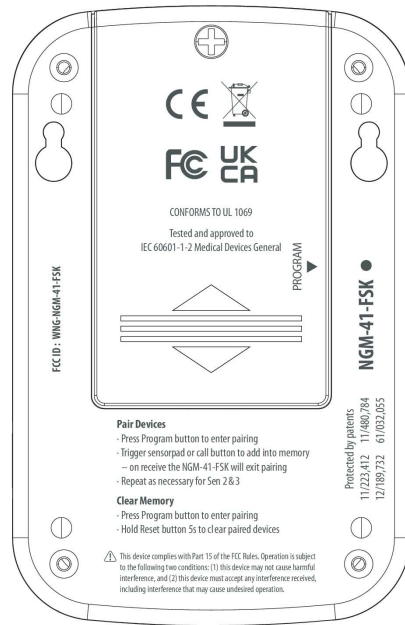 CE
FC
UK
CA
CONFORMS TO UL 1069
Tested and approved to
IEC 60601-1-2 Medical Devices General
PROGRAM
FCC ID : WNG-NGM-41-FSK
NGM-41-FSK
Protected by patents
11/223,412 11/480,784
12/189,732 61/032,055
Pair Devices
- Press Program button to enter pairing
- Trigger sensorpad or call button to add into memory
– on receive the NGM-41-FSK will exit pairing
- Repeat as necessary for Sen 2 & 3
Clear Memory
- Press Program button to enter pairing
- Hold Reset button 5s to clear paired devices
This device complies with Part 15 of the FCC Rules. Operation is subject
to the following two conditions: (1) this device may not cause harmful
interference, and (2) this device must accept any interference received,
including interference that may cause undesired operation.